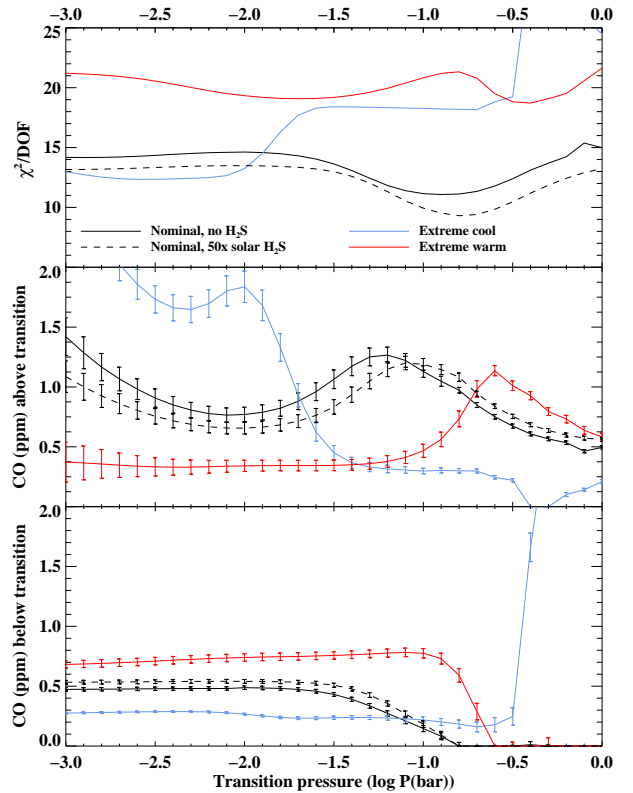 −3.0 −2.5 −2.0 −1.5 −1.0 −0.5 0.0
25
20
15
10
χ²/DOF
Nominal, no H₂S
Nominal, 50x solar H₂S
Extreme cool
Extreme warm
2.0
1.5
1.0
0.5
CO (ppm) above transition
2.0
1.5
1.0
0.5
0.0
CO (ppm) below transition
−3.0 −2.5 −2.0 −1.5 −1.0 −0.5 0.0
Transition pressure (log P(bar))